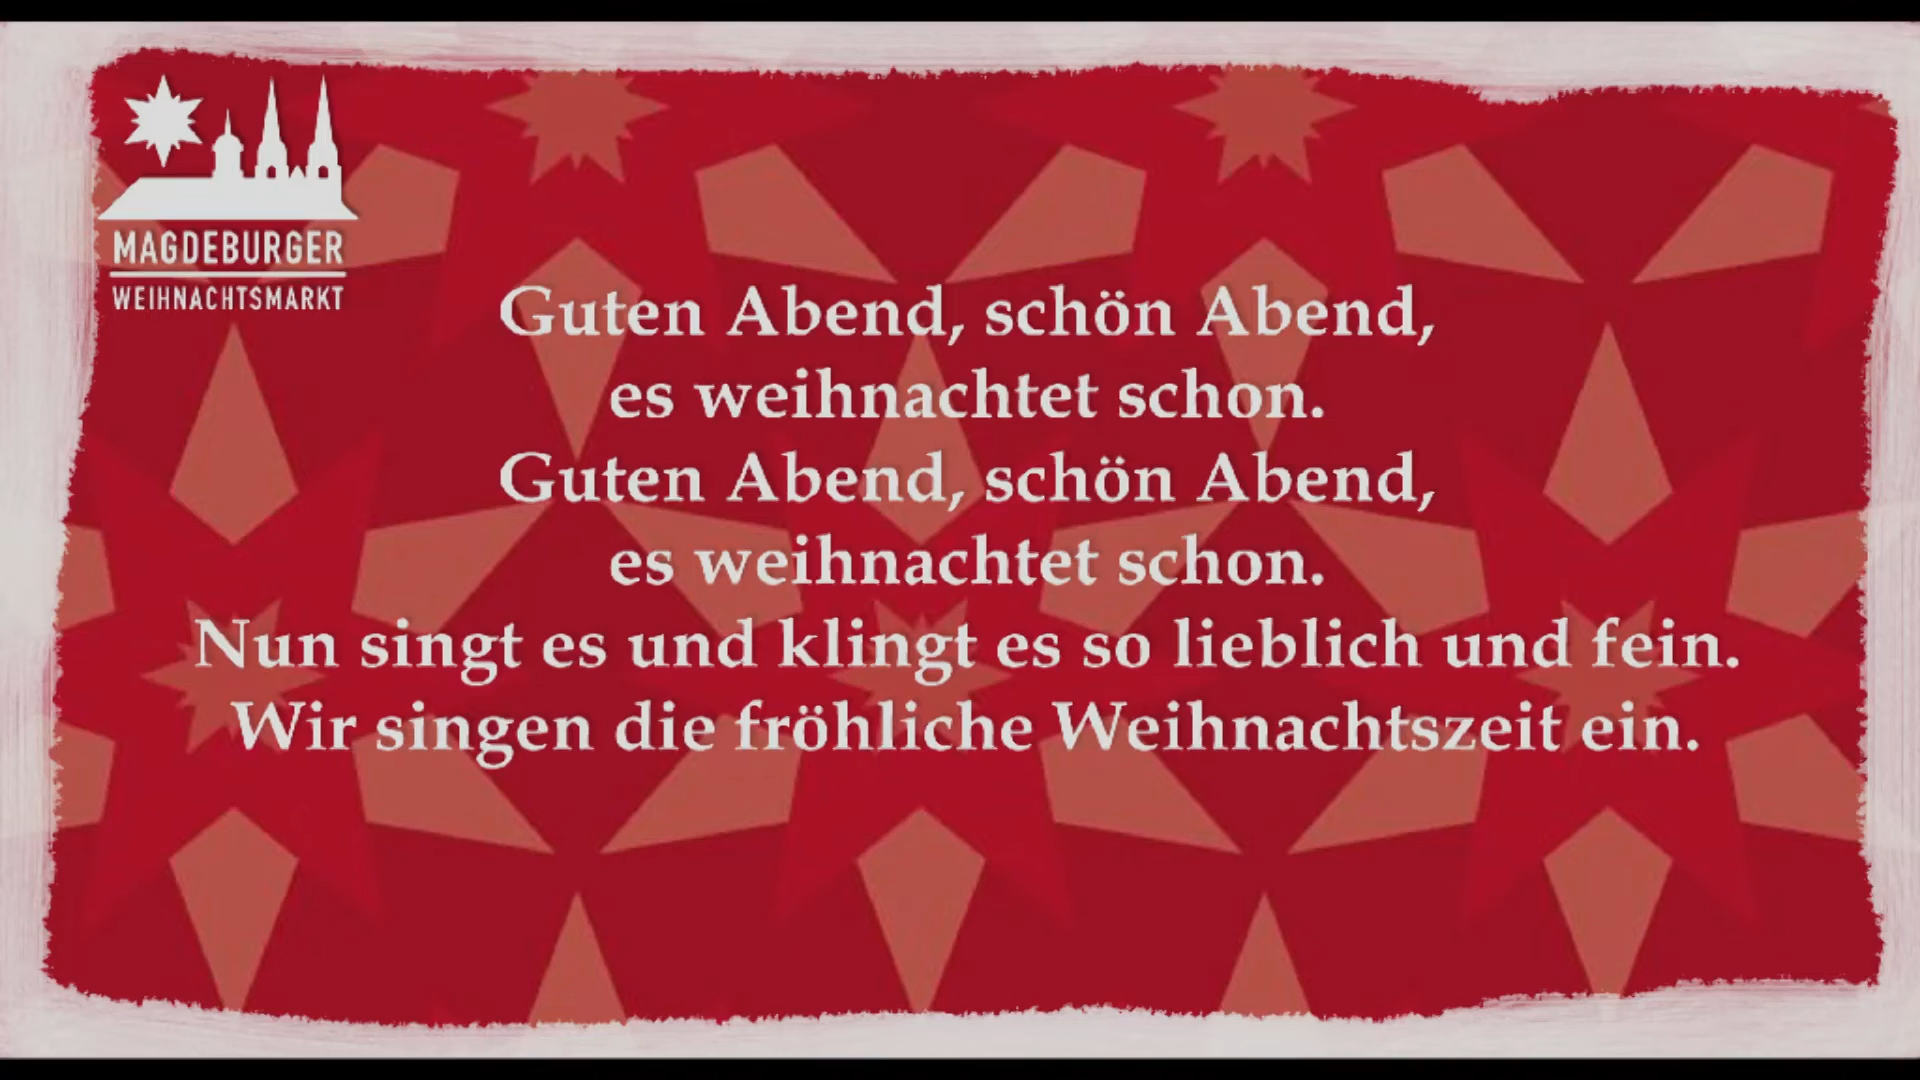 MAGDEBURGER
WEIHNACHTSMARKT
Guten Abend, schön Abend,
es weihnachtet schon.
Guten Abend, schön Abend,
es weihnachtet schon.
Nun singt es und klingt es so lieblich und fein.
Wir singen die fröhliche Weihnachtszeit ein.